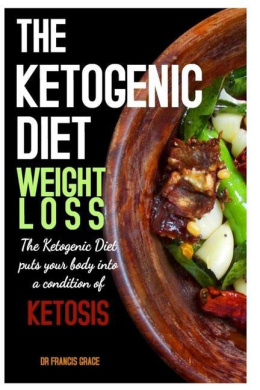 THE
KETOGENIC
DIET
WEIGHT
LOSS
The Ketogenic Diet
puts your body into
a condition of
KETOSIS
DR FRANCIS GRACE